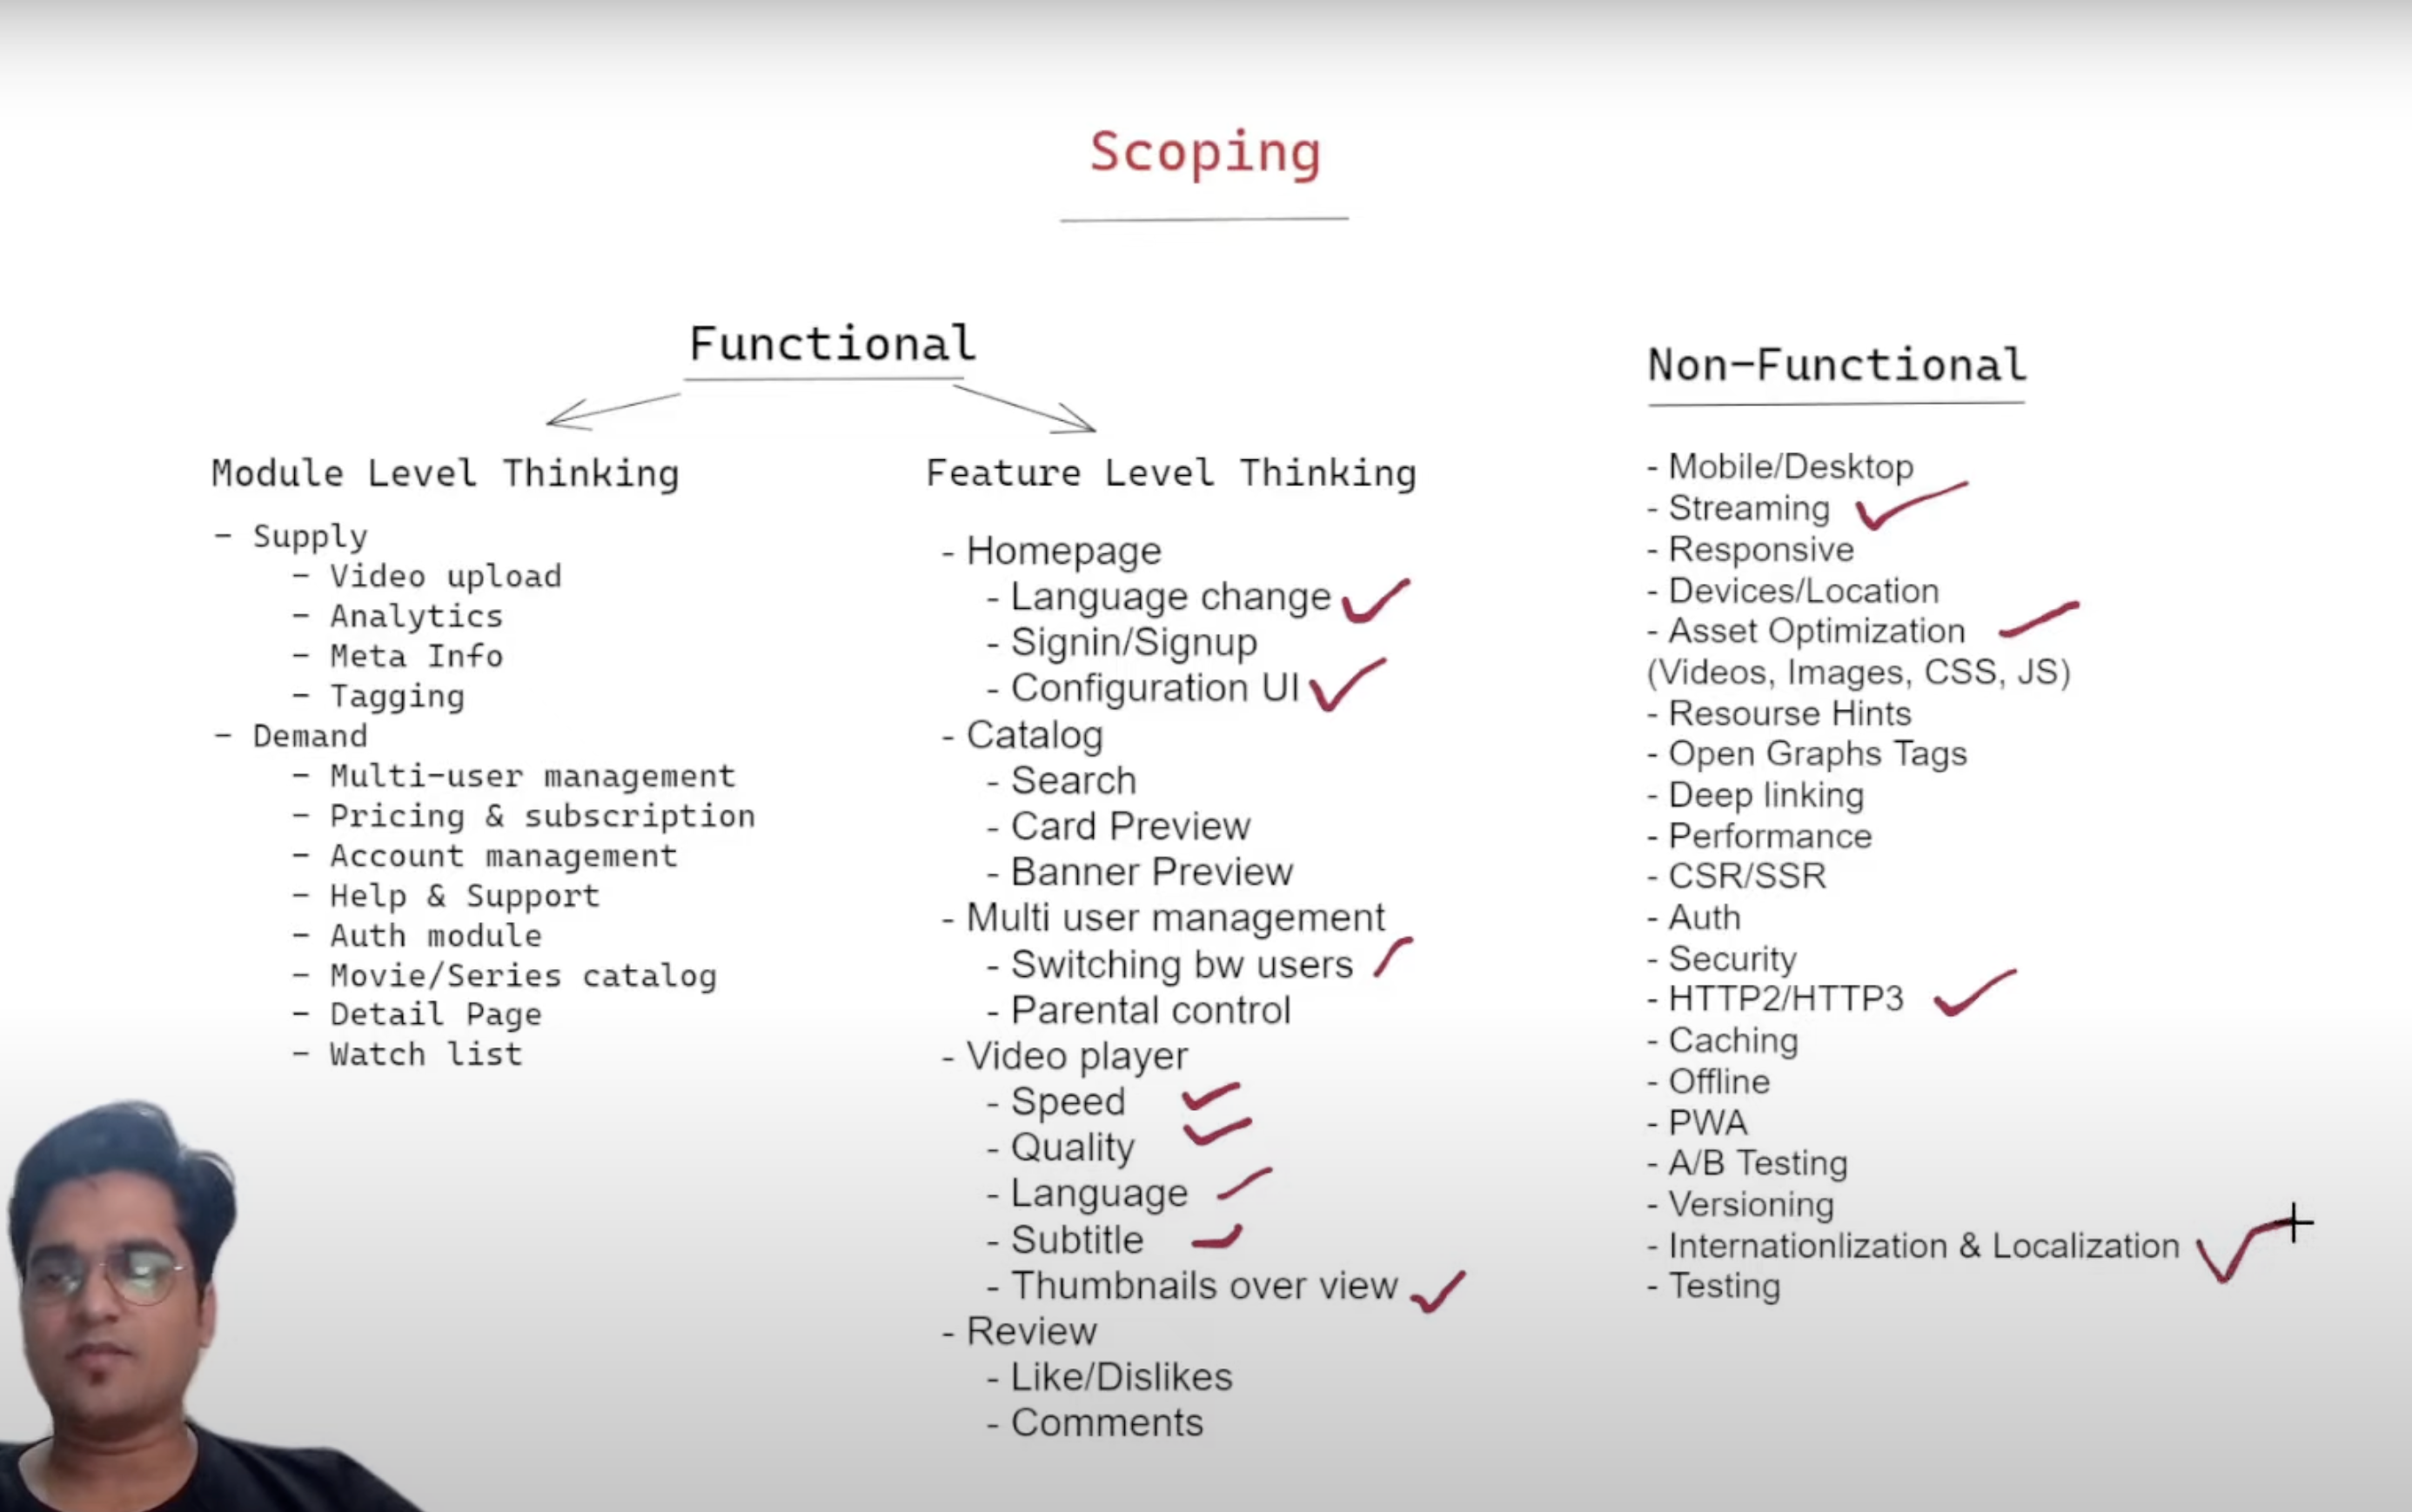 Scoping
Functional
Module Level Thinking
- Supply
- Video upload
- Analytics
- Meta Info
- Tagging
- Demand
- Multi-user management
- Pricing & subscription
- Account management
- Help & Support
- Auth module
- Movie/Series catalog
- Detail Page
- Watch list
Feature Level Thinking
- Homepage
- Language change
- Signin/Signup
- Configuration UI
- Catalog
- Search
- Card Preview
- Banner Preview
- Multi user management
- Switching bw users
- Parental control
- Video player
- Speed
- Quality
- Language
- Subtitle
- Thumbnails over view
- Review
- Like/Dislikes
- Comments
Non-Functional
- Mobile/Desktop
- Streaming
- Responsive
- Devices/Location
- Asset Optimization
(Videos, Images, CSS, JS)
- Resourse Hints
- Open Graphs Tags
- Deep linking
- Performance
- CSR/SSR
- Auth
- Security
- HTTP2/HTTP3
- Caching
- Offline
- PWA
- A/B Testing
- Versioning
- Internationlization & Localization
- Testing